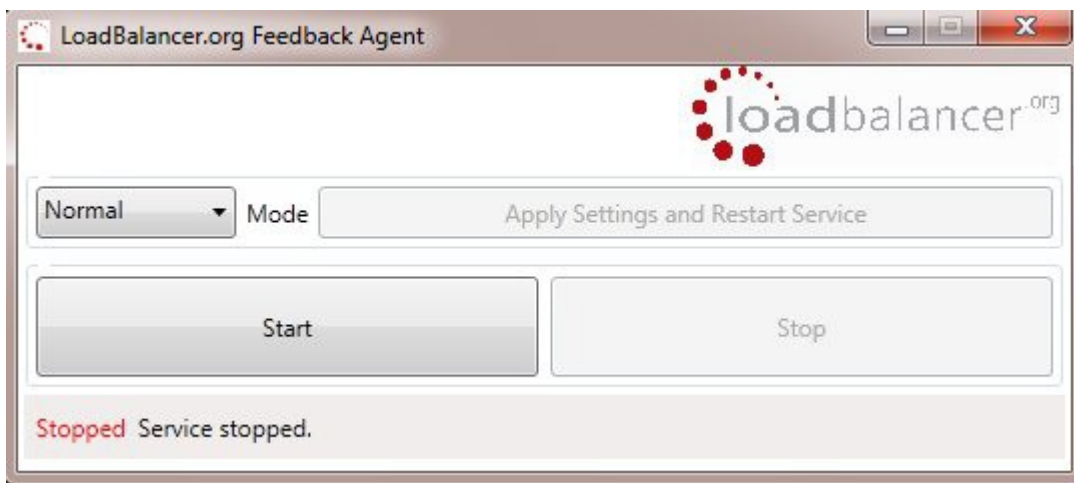 LoadBalancer.org Feedback Agent
loadbalancer.org
Normal Mode Apply Settings and Restart Service
Start Stop
Stopped Service stopped.